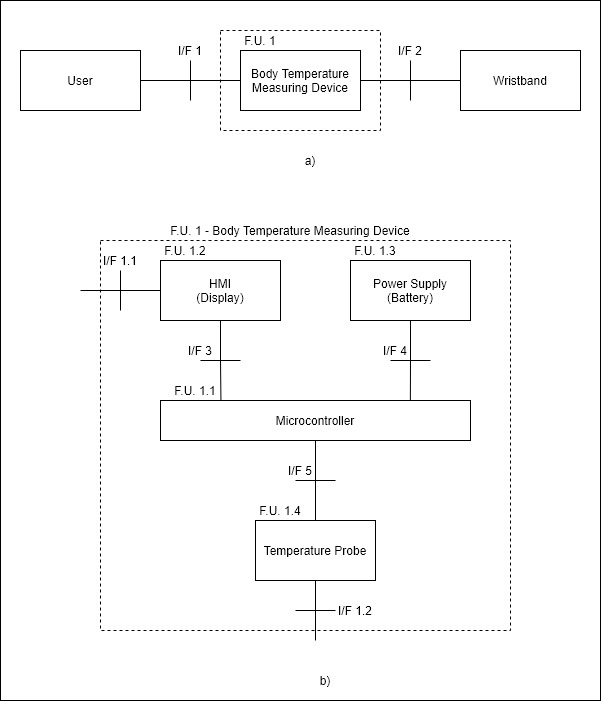 F.U. 1
I/F 1
I/F 2
User
Body Temperature
Measuring Device
Wristband
a)
F.U. 1 - Body Temperature Measuring Device
F.U. 1.2
F.U. 1.3
I/F 1.1
HMI
(Display)
Power Supply
(Battery)
I/F 3
I/F 4
F.U. 1.1
Microcontroller
I/F 5
F.U. 1.4
Temperature Probe
I/F 1.2
b)